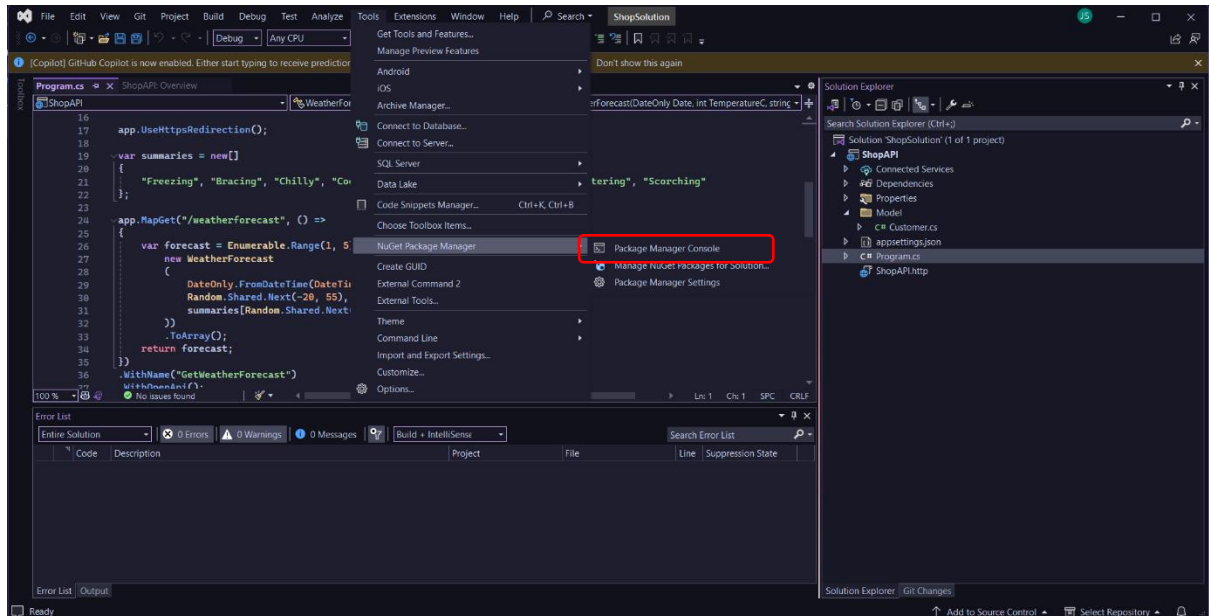 File Edit View Git Project Build Debug Test Analyze Tools Extensions Window Help Search ShopSolution JS
Debug Any CPU
[Copilot] GitHub Copilot is now enabled. Either start typing to receive prediction Don't show this again
Toolbox
Program.cs ShopAPI: Overview
ShopAPI WeatherFor erForecast(DateOnly Date, int TemperatureC, string
16
17 app.UseHttpsRedirection();
18
19 var summaries = new[]
20 {
21 "Freezing", "Bracing", "Chilly", "Co tering", "Scorching"
22 };
23
24 app.MapGet("/weatherforecast", () =>
25 {
26 var forecast = Enumerable.Range(1, 5
27 new WeatherForecast
28 (
29 DateOnly.FromDateTime(DateTi
30 Random.Shared.Next(-20, 55),
31 summaries[Random.Shared.Next
32 ))
33 .ToArray();
34 return forecast;
35 })
36 .WithName("GetWeatherForecast")
37 .WithOpenApi();
100 % No issues found Ln: 1 Ch: 1 SPC CRLF
Get Tools and Features...
Manage Preview Features
Android
iOS
Archive Manager...
Connect to Database...
Connect to Server...
SQL Server
Data Lake
Code Snippets Manager... Ctrl+K, Ctrl+B
Choose Toolbox Items...
NuGet Package Manager
Create GUID
External Command 2
External Tools...
Theme
Command Line
Import and Export Settings...
Customize...
Options...
Package Manager Console
Manage NuGet Packages for Solution...
Package Manager Settings
Error List
Entire Solution 0 Errors 0 Warnings 0 Messages Build + IntelliSense Search Error List
Code Description Project File Line Suppression State
Error List Output
Solution Explorer
Search Solution Explorer (Ctrl+;)
Solution 'ShopSolution' (1 of 1 project)
ShopAPI
Connected Services
Dependencies
Properties
Model
C# Customer.cs
appsettings.json
C# Program.cs
ShopAPI.http
Solution Explorer Git Changes
Ready Add to Source Control Select Repository